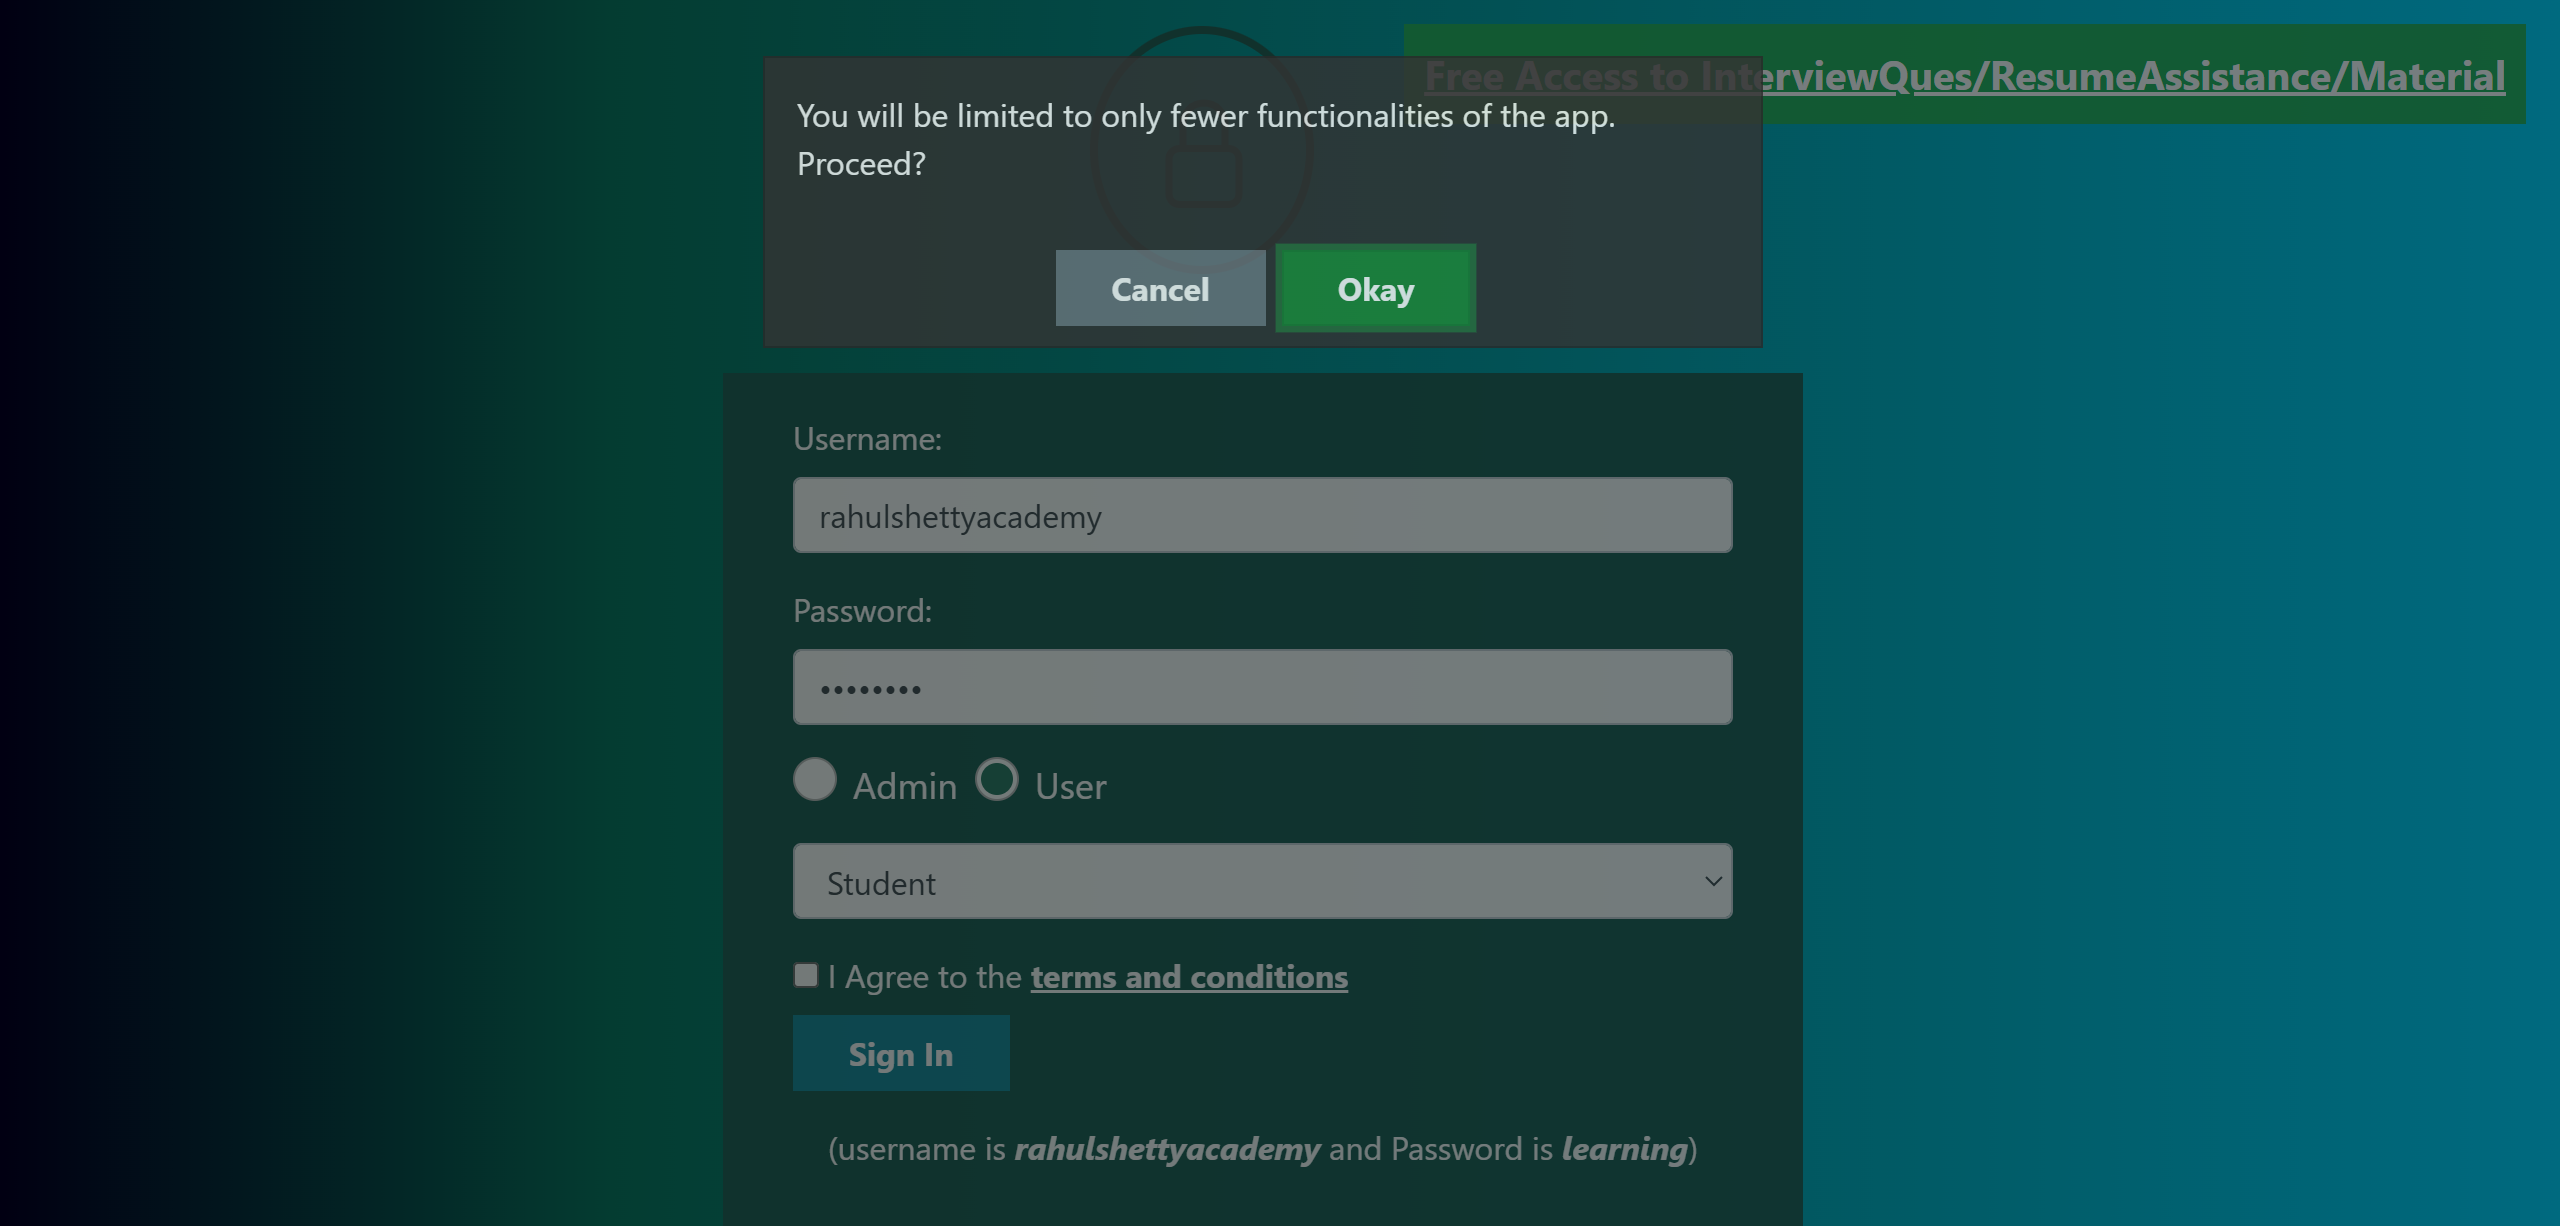 Free Access to InterviewQues/ResumeAssistance/Material
You will be limited to only fewer functionalities of the app.
Proceed?
Cancel
Okay
Username:
rahulshettyacademy
Password:
••••••••
Admin
User
Student
I Agree to the terms and conditions
Sign In
(username is rahulshettyacademy and Password is learning)